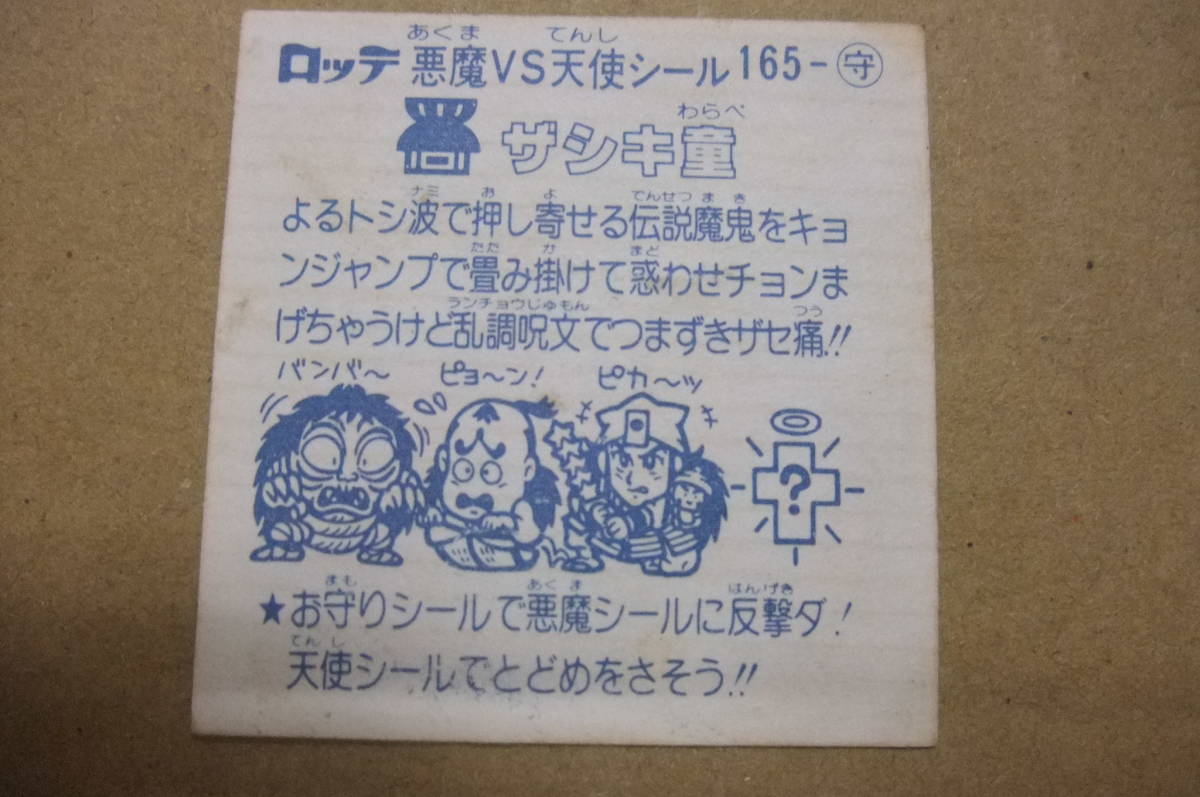 あくま てんし
ロッテ 悪魔VS天使シール 165-守
わらべ
ザシキ童
ナミ お よ でんせつ ま き
よるトシ波で押し寄せる伝説魔鬼をキョ
たた か まど
ンジャンプで畳み掛けて惑わせチョンま
ランチョウじゅもん つう
げちゃうけど乱調呪文でつまずきザセ痛!!
バンバ〜 ピョ〜ン! ピカ〜ッ
?
まも あく ま はんげき
★お守りシールで悪魔シールに反撃ダ!
てん し
天使シールでとどめをさそう!!